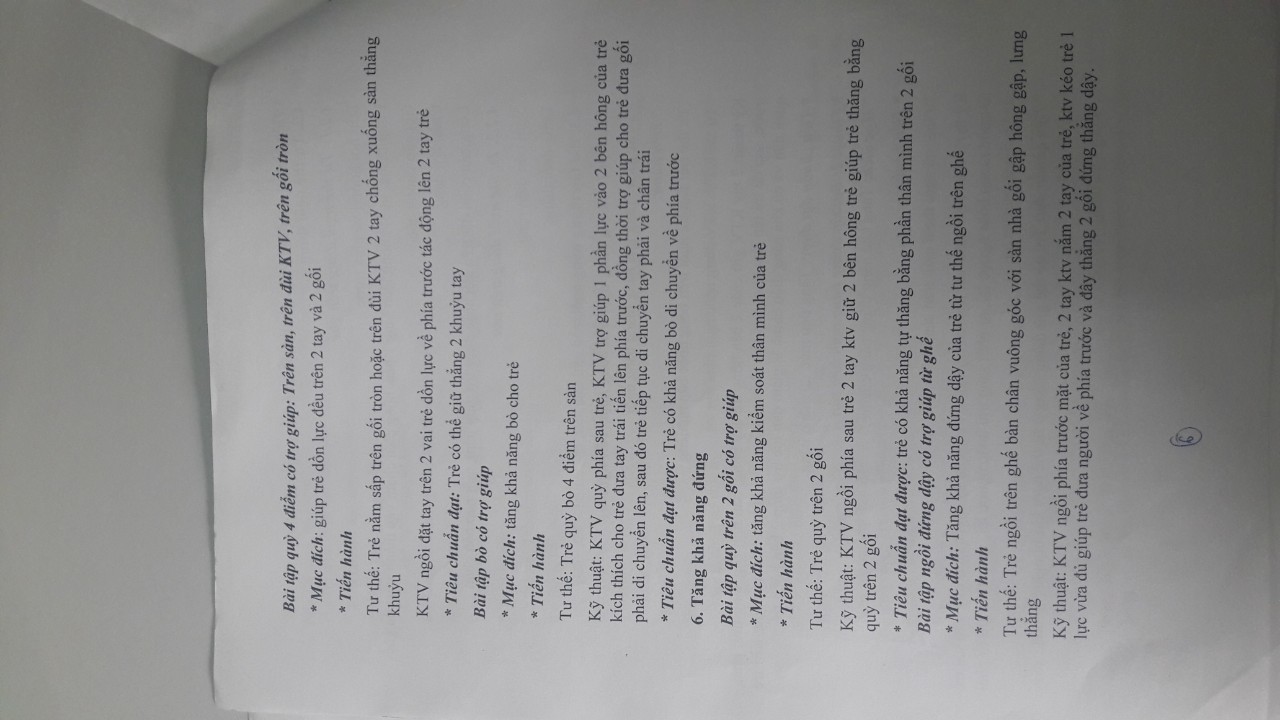 Bài tập quỳ 4 điểm có trợ giúp: Trên sàn, trên đùi KTV, trên gối tròn
* Mục đích: giúp trẻ dồn lực đều trên 2 tay và 2 gối
* Tiến hành
Tư thế: Trẻ nằm sấp trên gối tròn hoặc trên đùi KTV 2 tay chống xuống sàn thẳng
khuỷu
KTV ngồi đặt tay trên 2 vai trẻ dồn lực về phía trước tác động lên 2 tay trẻ
* Tiêu chuẩn đạt: Trẻ có thể giữ thẳng 2 khuỷu tay
Bài tập bò có trợ giúp
* Mục đích: tăng khả năng bò cho trẻ
* Tiến hành
Tư thế: Trẻ quỳ bò 4 điểm trên sàn
Kỹ thuật: KTV quỳ phía sau trẻ, KTV trợ giúp 1 phần lực vào 2 bên hông của trẻ
kích thích cho trẻ đưa tay trái tiến lên phía trước, đồng thời trợ giúp cho trẻ đưa gối
phải di chuyển lên, sau đó trẻ tiếp tục di chuyển tay phải và chân trái
* Tiêu chuẩn đạt được: Trẻ có khả năng bò di chuyển về phía trước
6. Tăng khả năng đứng
Bài tập quỳ trên 2 gối có trợ giúp
* Mục đích: tăng khả năng kiểm soát thân mình của trẻ
* Tiến hành
Tư thế: Trẻ quỳ trên 2 gối
Kỹ thuật: KTV ngồi phía sau trẻ 2 tay ktv giữ 2 bên hông trẻ giúp trẻ thăng bằng
quỳ trên 2 gối
* Tiêu chuẩn đạt được: trẻ có khả năng tự thăng bằng phần thân mình trên 2 gối
Bài tập ngồi đứng dậy có trợ giúp từ ghế
* Mục đích: Tăng khả năng đứng dậy của trẻ từ tư thế ngồi trên ghế
* Tiến hành
Tư thế: Trẻ ngồi trên ghế bàn chân vuông góc với sàn nhà gối gập hông gập, lưng
thẳng
Kỹ thuật: KTV ngồi phía trước mặt của trẻ, 2 tay ktv nắm 2 tay của trẻ, ktv kéo trẻ 1
lực vừa đủ giúp trẻ đưa người về phía trước và đẩy thẳng 2 gối đứng thẳng dậy.
6